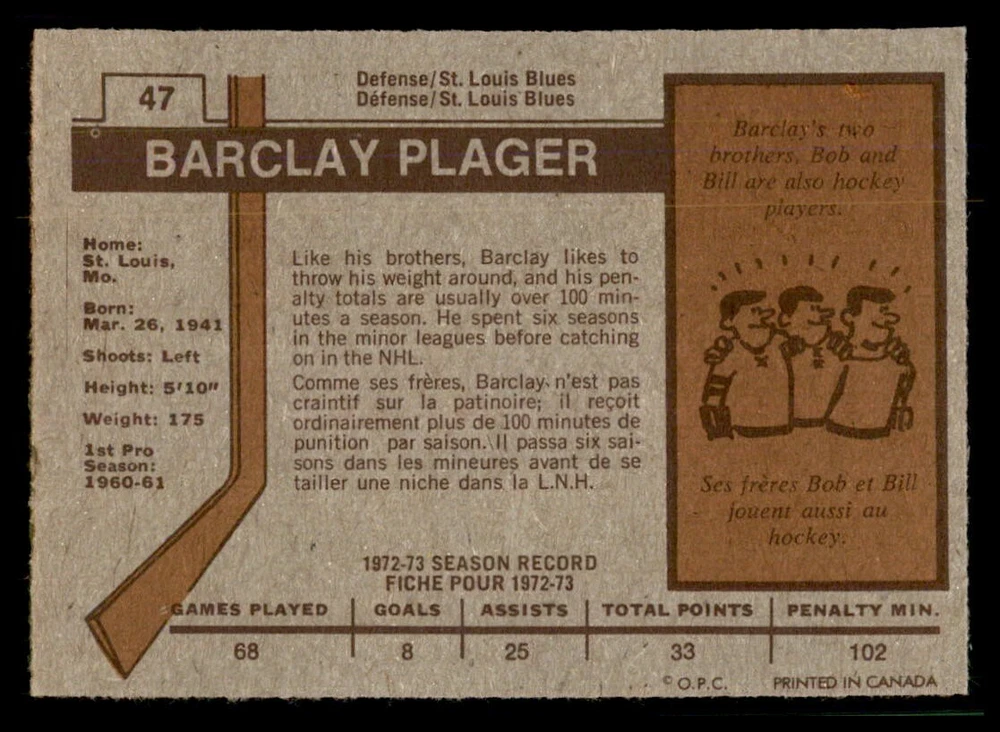 47
Defense/St. Louis Blues
Défense/St. Louis Blues
BARCLAY PLAGER
Home:
St. Louis,
Mo.
Born:
Mar. 26, 1941
Shoots: Left
Height: 5'10"
Weight: 175
1st Pro
Season:
1960-61
Like his brothers, Barclay likes to
throw his weight around, and his pen-
alty totals are usually over 100 min-
utes a season. He spent six seasons
in the minor leagues before catching
on in the NHL.
Comme ses frères, Barclay n'est pas
craintif sur la patinoire; il reçoit
ordinairement plus de 100 minutes de
punition par saison. Il passa six sai-
sons dans les mineures avant de se
tailler une niche dans la L.N.H.
Barclay's two
brothers, Bob and
Bill are also hockey
players.
Ses frères Bob et Bill
jouent aussi au
hockey.
1972-73 SEASON RECORD
FICHE POUR 1972-73
GAMES PLAYED GOALS ASSISTS TOTAL POINTS PENALTY MIN.
68 8 25 33 102
© O.P.C. PRINTED IN CANADA